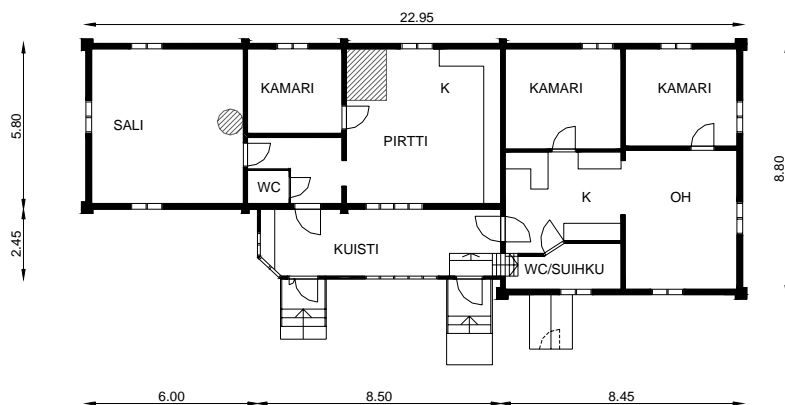 22.95
KAMARI
K
KAMARI
KAMARI
5.80
SALI
PIRTTI
8.80
WC
K
OH
2.45
KUISTI
WC/SUIHKU
6.00
8.50
8.45